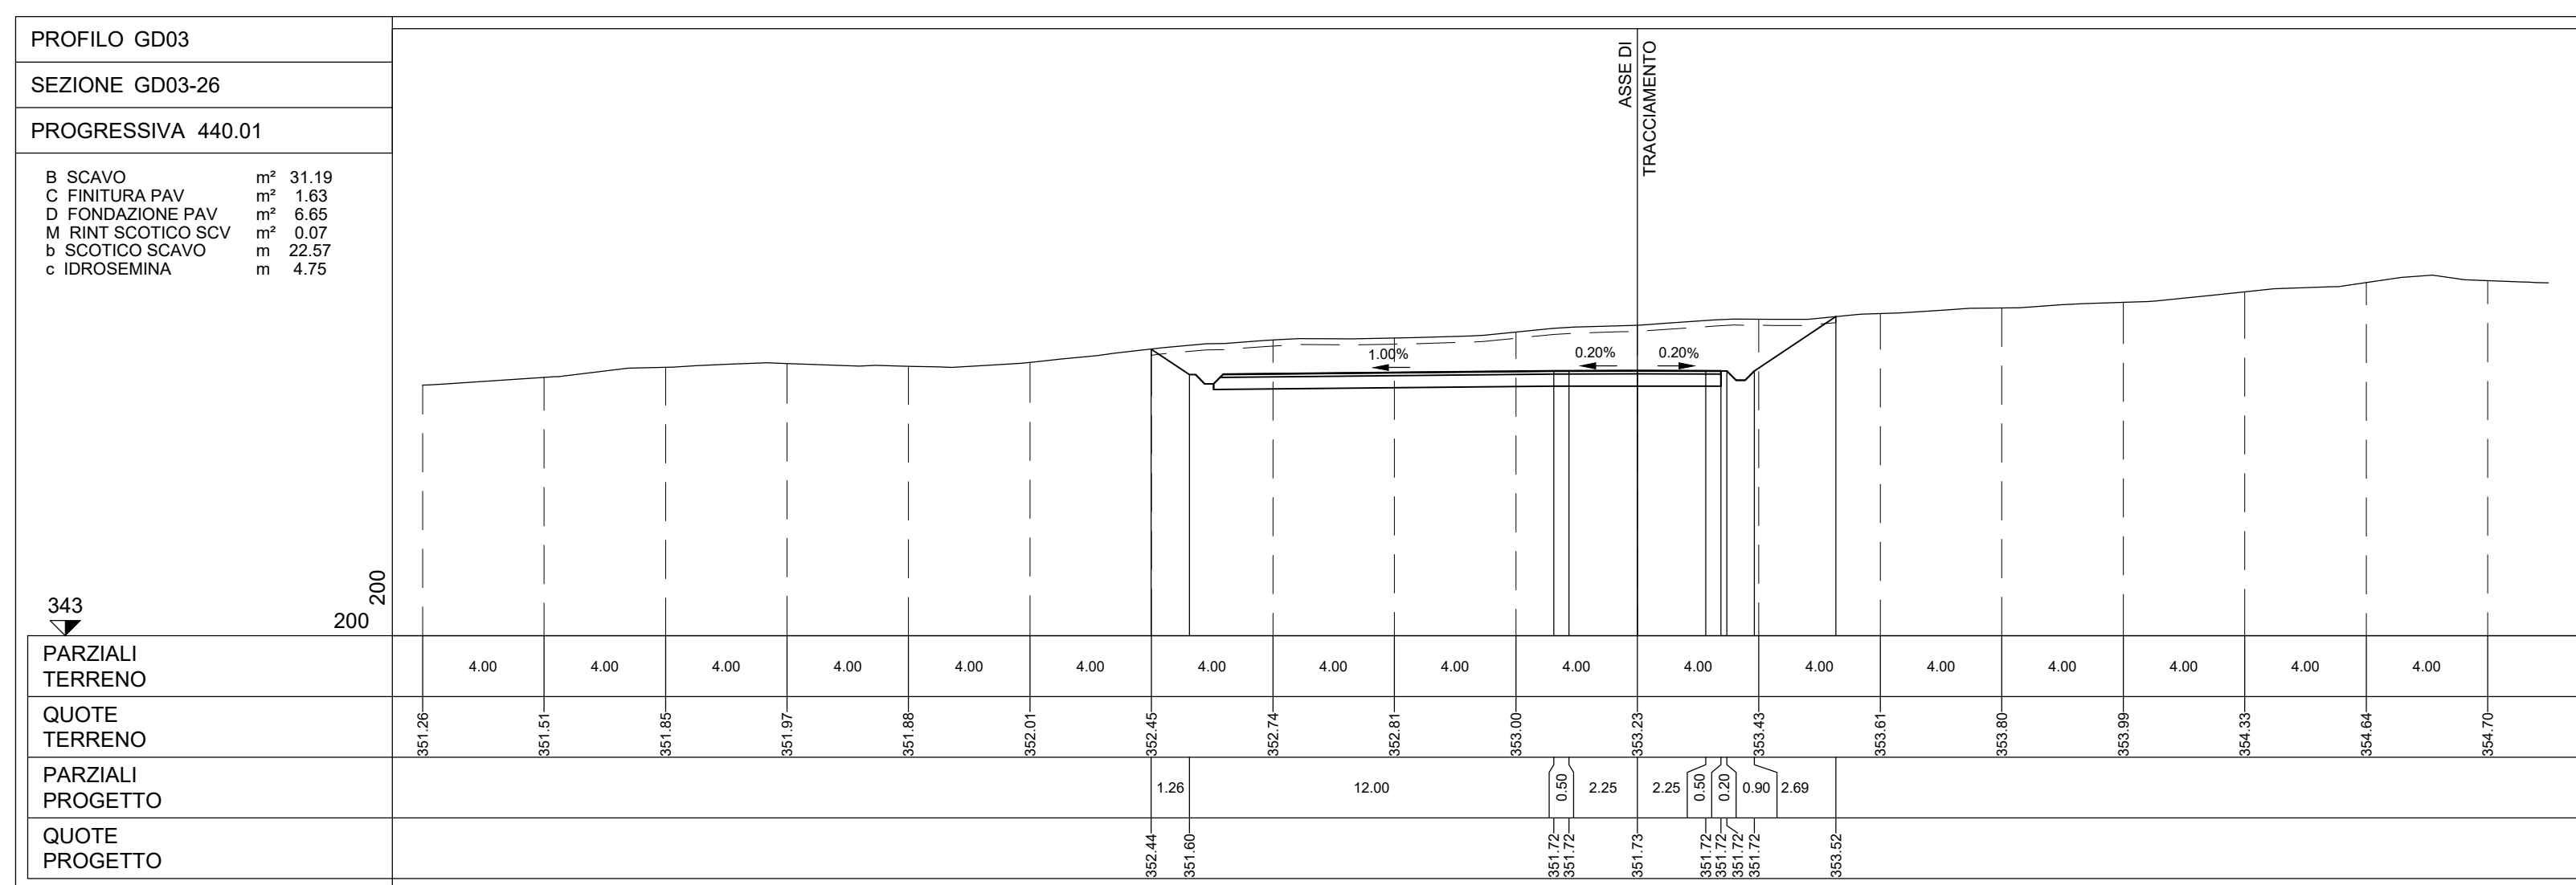 PROFILO GD03
SEZIONE GD03-26
PROGRESSIVA 440.01
B SCAVO m² 31.19
C FINITURA PAV m² 1.63
D FONDAZIONE PAV m² 6.65
M RINT SCOTICO SCV m² 0.07
b SCOTICO SCAVO m 22.57
c IDROSEMINA m 4.75
ASSE DI
TRACCIAMENTO
1.00% 0.20% 0.20%
343
200
200
PARZIALI
TERRENO
4.00 4.00 4.00 4.00 4.00 4.00 4.00 4.00 4.00 4.00 4.00 4.00 4.00 4.00 4.00 4.00 4.00
QUOTE
TERRENO
351.26 351.51 351.85 351.97 351.88 352.01 352.45 352.74 352.81 353.00 353.23 353.43 353.61 353.80 353.99 354.33 354.64 354.70
PARZIALI
PROGETTO
1.26 12.00 0.50 2.25 2.25 0.50 0.20 0.90 2.69
QUOTE
PROGETTO
352.44 351.60 351.72 351.72 351.73 351.72 351.72 351.72 351.72 353.52